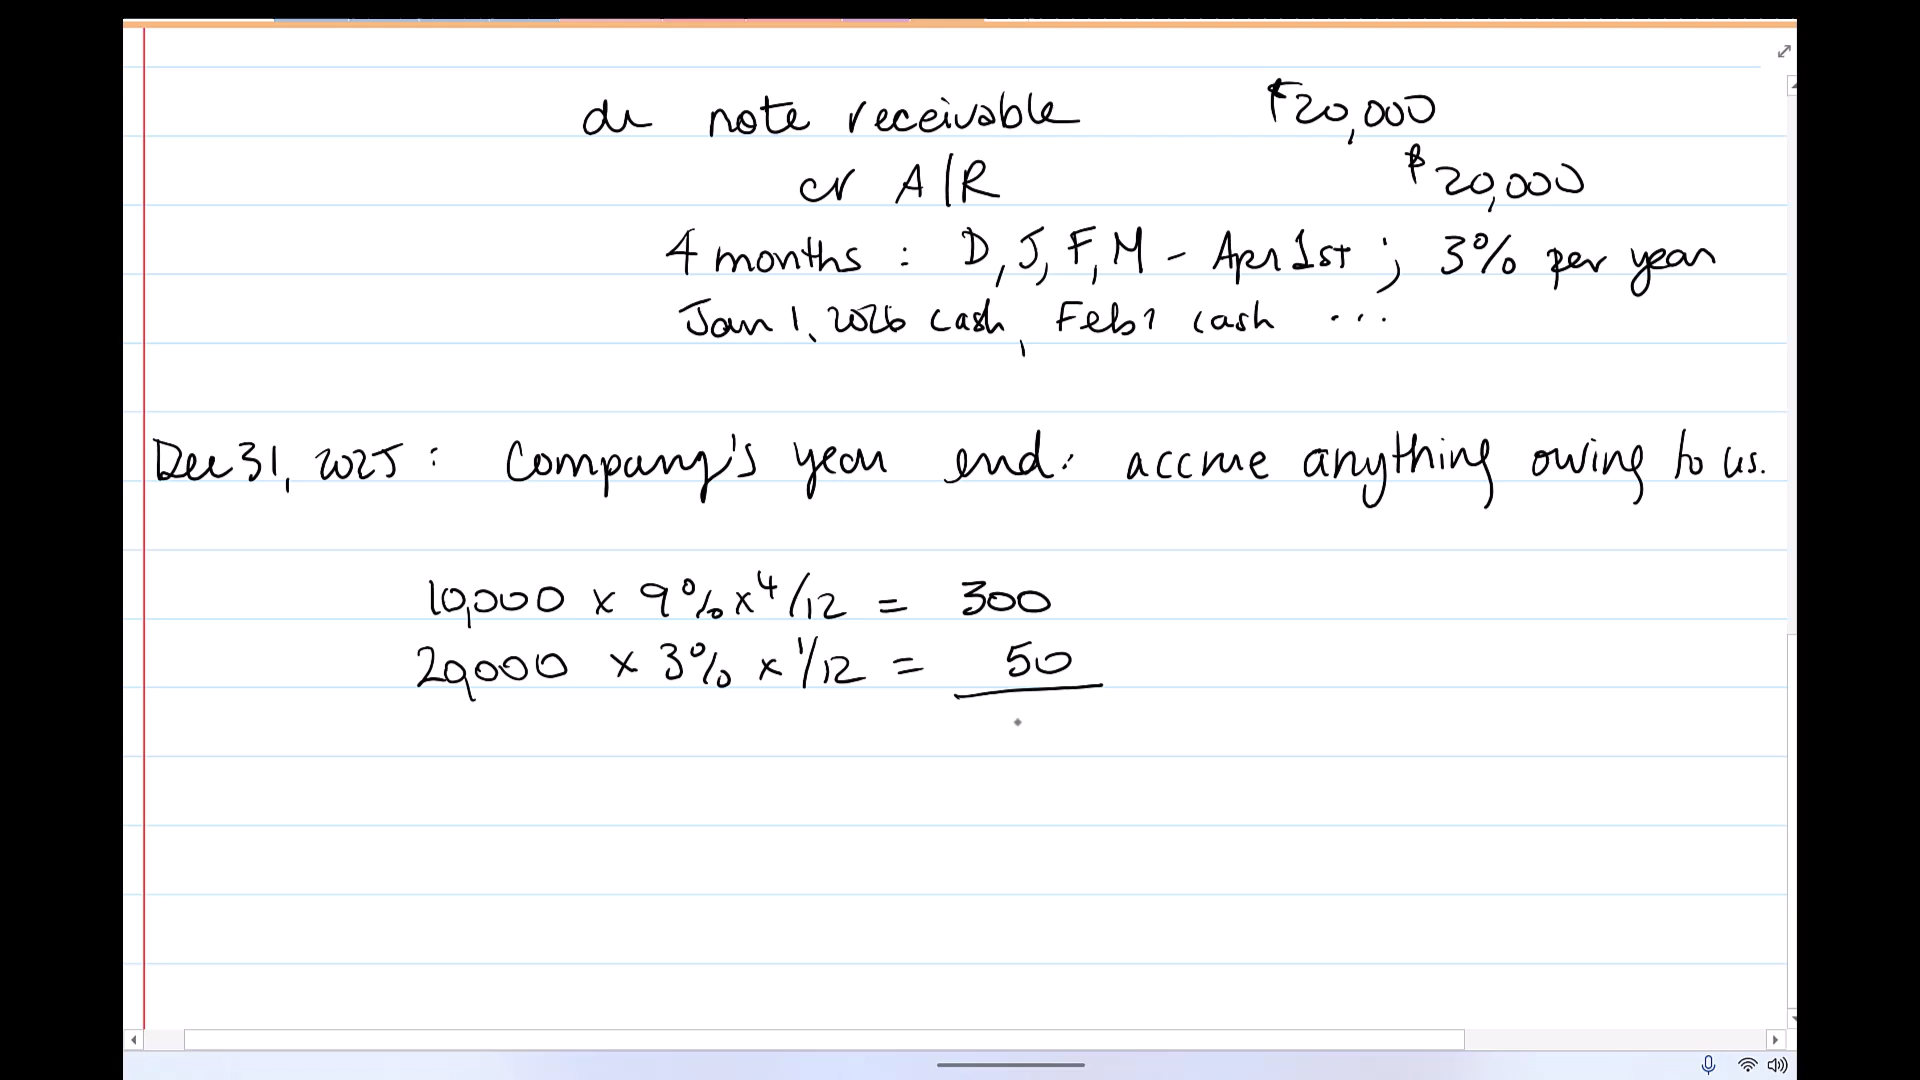 dr note receivable $20,000
cr A/R $20,000
4 months : D, J, F, M - Apr 1st ; 3% per year
Jan 1, 2026 cash, Feb 1 cash ...
Dec 31, 2025 : Company's year end: accrue anything owing to us.
10,000 x 9% x 4/12 = 300
20,000 x 3% x 1/12 = 50